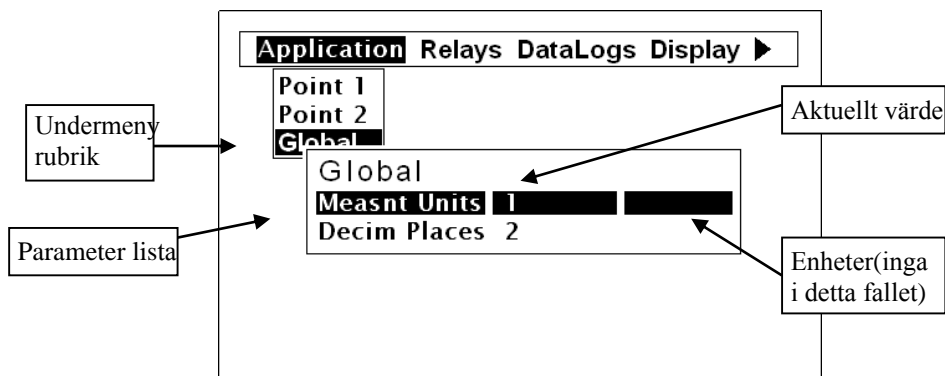 Application Relays DataLogs Display
Point 1
Point 2
Global
Global
Measnt Units 1
Decim Places 2
Undermeny
rubrik
Parameter lista
Aktuellt värde
Enheter(inga
i detta fallet)